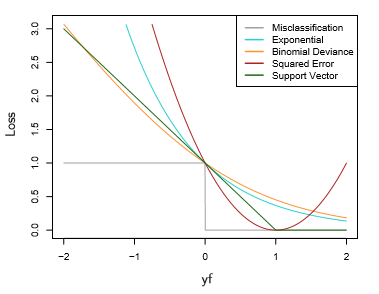 Misclassification
Exponential
Binomial Deviance
Squared Error
Support Vector
3.0
2.5
2.0
1.5
1.0
0.5
0.0
Loss
−2
−1
0
1
2
yf